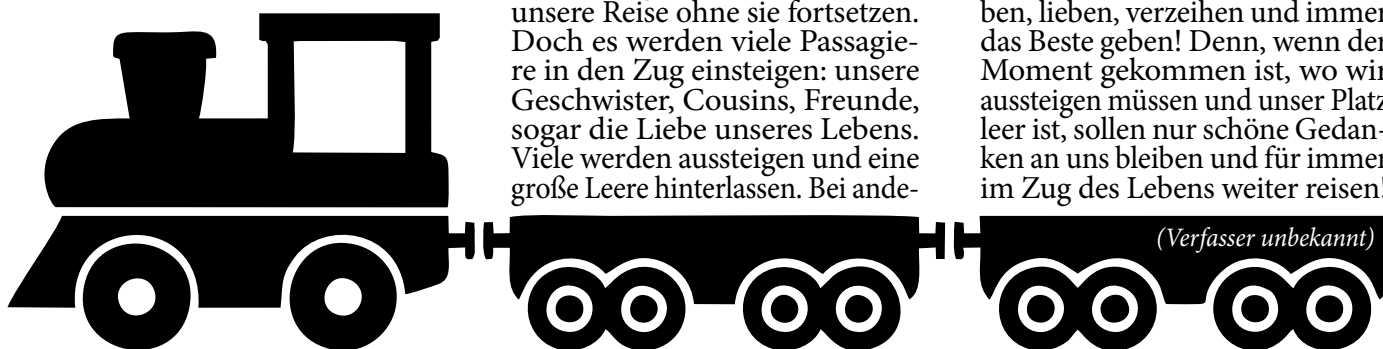 unsere Reise ohne sie fortsetzen.
Doch es werden viele Passagie-
re in den Zug einsteigen: unsere
Geschwister, Cousins, Freunde,
sogar die Liebe unseres Lebens.
Viele werden aussteigen und eine
große Leere hinterlassen. Bei ande-
ben, lieben, verzeihen und immer
das Beste geben! Denn, wenn der
Moment gekommen ist, wo wir
aussteigen müssen und unser Platz
leer ist, sollen nur schöne Gedan-
ken an uns bleiben und für immer
im Zug des Lebens weiter reisen!
(Verfasser unbekannt)